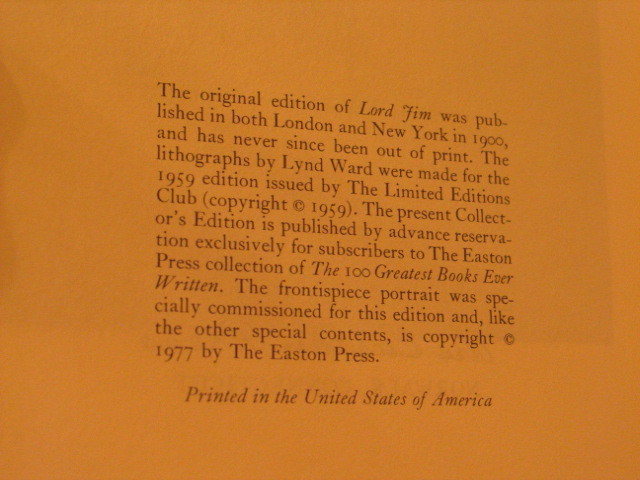 The original edition of Lord Jim was pub-
lished in both London and New York in 1900,
and has never since been out of print. The
lithographs by Lynd Ward were made for the
1959 edition issued by The Limited Editions
Club (copyright © 1959). The present Collect-
or's Edition is published by advance reserva-
tion exclusively for subscribers to The Easton
Press collection of The 100 Greatest Books Ever
Written. The frontispiece portrait was spe-
cially commissioned for this edition and, like
the other special contents, is copyright ©
1977 by The Easton Press.
Printed in the United States of America